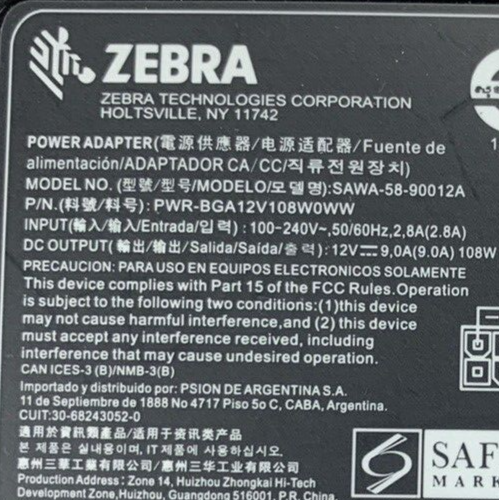 ZEBRA
ZEBRA TECHNOLOGIES CORPORATION
HOLTSVILLE, NY 11742
POWER ADAPTER(電源供應器/电源适配器/Fuente de
alimentación/ADAPTADOR CA/CC/직류전원장치)
MODEL NO. (型號/型号/MODELO/모델명):SAWA-58-90012A
P/N.(料號/料号): PWR-BGA12V108W0WW
INPUT(輸入/输入/Entrada/입력) : 100-240V~,50/60Hz,2,8A(2.8A)
DC OUTPUT( 輸出/输出/Salida/Saída/출력) : 12V⎓9,0A(9.0A) 108W
PRECAUCION: PARA USO EN EQUIPOS ELECTRONICOS SOLAMENTE
This device complies with Part 15 of the FCC Rules.Operation
is subject to the following two conditions:(1)this device
may not cause harmful interference,and (2) this device
must accept any interference received, including
interference that may cause undesired operation.
CAN ICES-3 (B)/NMB-3(B)
Importado y distribuido por: PSION DE ARGENTINA S.A.
11 de Septiembre de 1888 No 4717 Piso 5o C, CABA, Argentina.
CUIT:30-68243052-0
適用於資訊類產品/适用于资讯类产品
본 제품은 실내용이며, IT제품에 사용하십시오.
惠州三華工業有限公司/惠州三华工业有限公司
Production Address : Zone 14, Huizhou Zhongkai Hi-Tech
Development Zone,Huizhou, Guangdong 516001, P.R. China
S
SAF
MARK